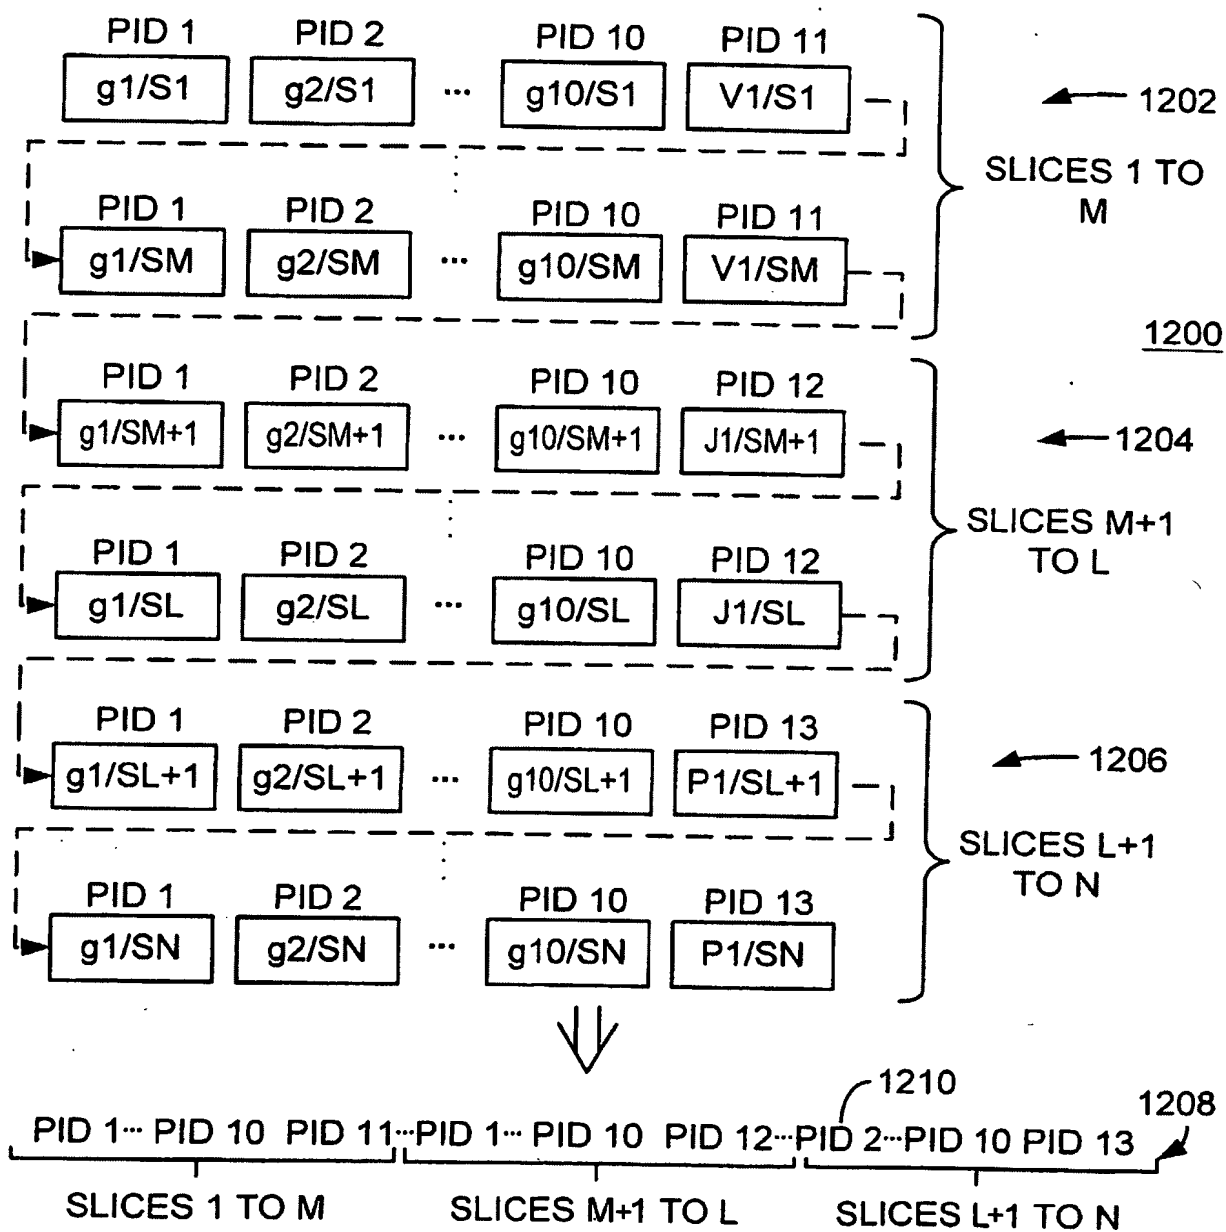 PID 1 PID 2 PID 10 PID 11
g1/S1 g2/S1 ... g10/S1 V1/S1
1202
SLICES 1 TO
M
PID 1 PID 2 PID 10 PID 11
g1/SM g2/SM ... g10/SM V1/SM
1200
PID 1 PID 2 PID 10 PID 12
g1/SM+1 g2/SM+1 ... g10/SM+1 J1/SM+1
1204
SLICES M+1
TO L
PID 1 PID 2 PID 10 PID 12
g1/SL g2/SL ... g10/SL J1/SL
PID 1 PID 2 PID 10 PID 13
g1/SL+1 g2/SL+1 ... g10/SL+1 P1/SL+1
1206
SLICES L+1
TO N
PID 1 PID 2 PID 10 PID 13
g1/SN g2/SN ... g10/SN P1/SN
1210
1208
PID 1... PID 10 PID 11...PID 1... PID 10 PID 12...PID 2...PID 10 PID 13
SLICES 1 TO M SLICES M+1 TO L SLICES L+1 TO N